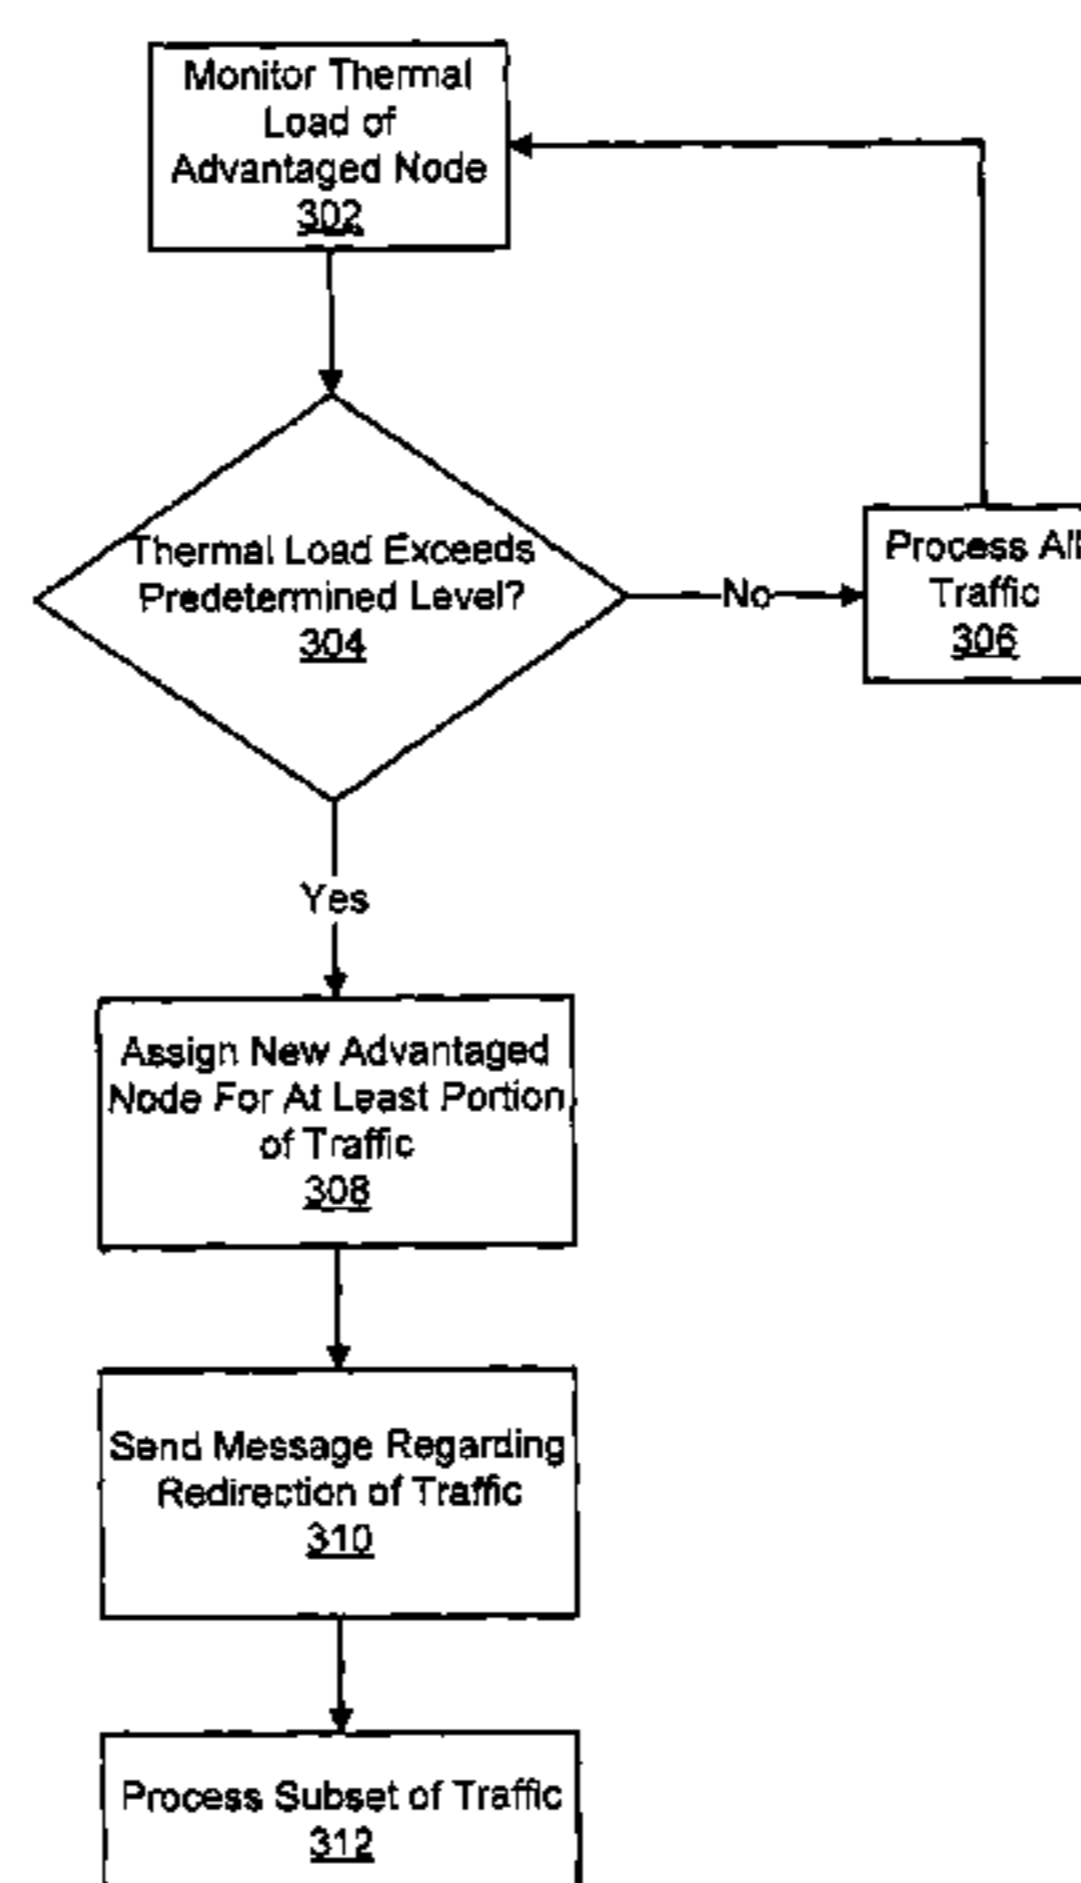 Monitor Thermal
Load of
Advantaged Node
302
Thermal Load Exceeds
Predetermined Level?
304
No
Process All
Traffic
306
Yes
Assign New Advantaged
Node For At Least Portion
of Traffic
308
Send Message Regarding
Redirection of Traffic
310
Process Subset of Traffic
312